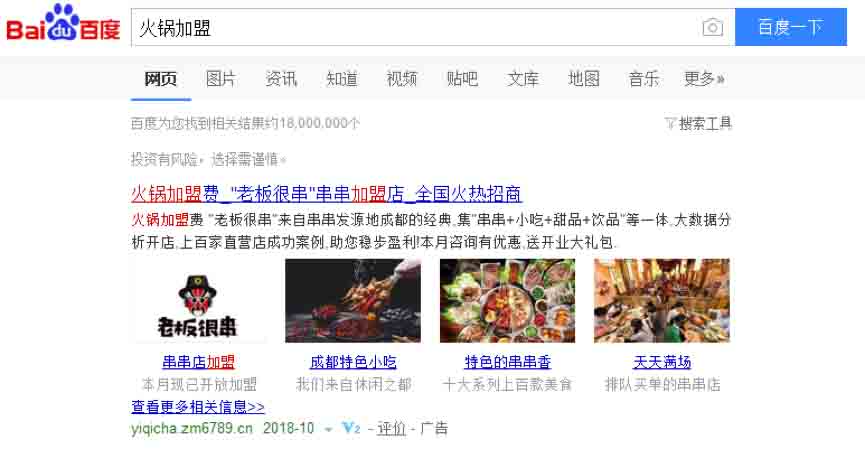 Bai du 百度
火锅加盟
百度一下
网页 图片 资讯 知道 视频 贴吧 文库 地图 音乐 更多»
百度为您找到相关结果约18,000,000个
搜索工具
投资有风险，选择需谨慎。
火锅加盟费_"老板很串"串串加盟店_全国火热招商
火锅加盟费 "老板很串"来自串串发源地成都的经典,集"串串+小吃+甜品+饮品"等一体,大数据分
析开店,上百家直营店成功案例,助您稳步盈利!本月咨询有优惠,送开业大礼包.
老板很串
串串店加盟 成都特色小吃 特色的串串香 天天满场
本月现已开放加盟 我们来自休闲之都 十大系列上百款美食 排队买单的串串店
查看更多相关信息>>
yiqicha.zm6789.cn 2018-10 V2 - 评价 - 广告